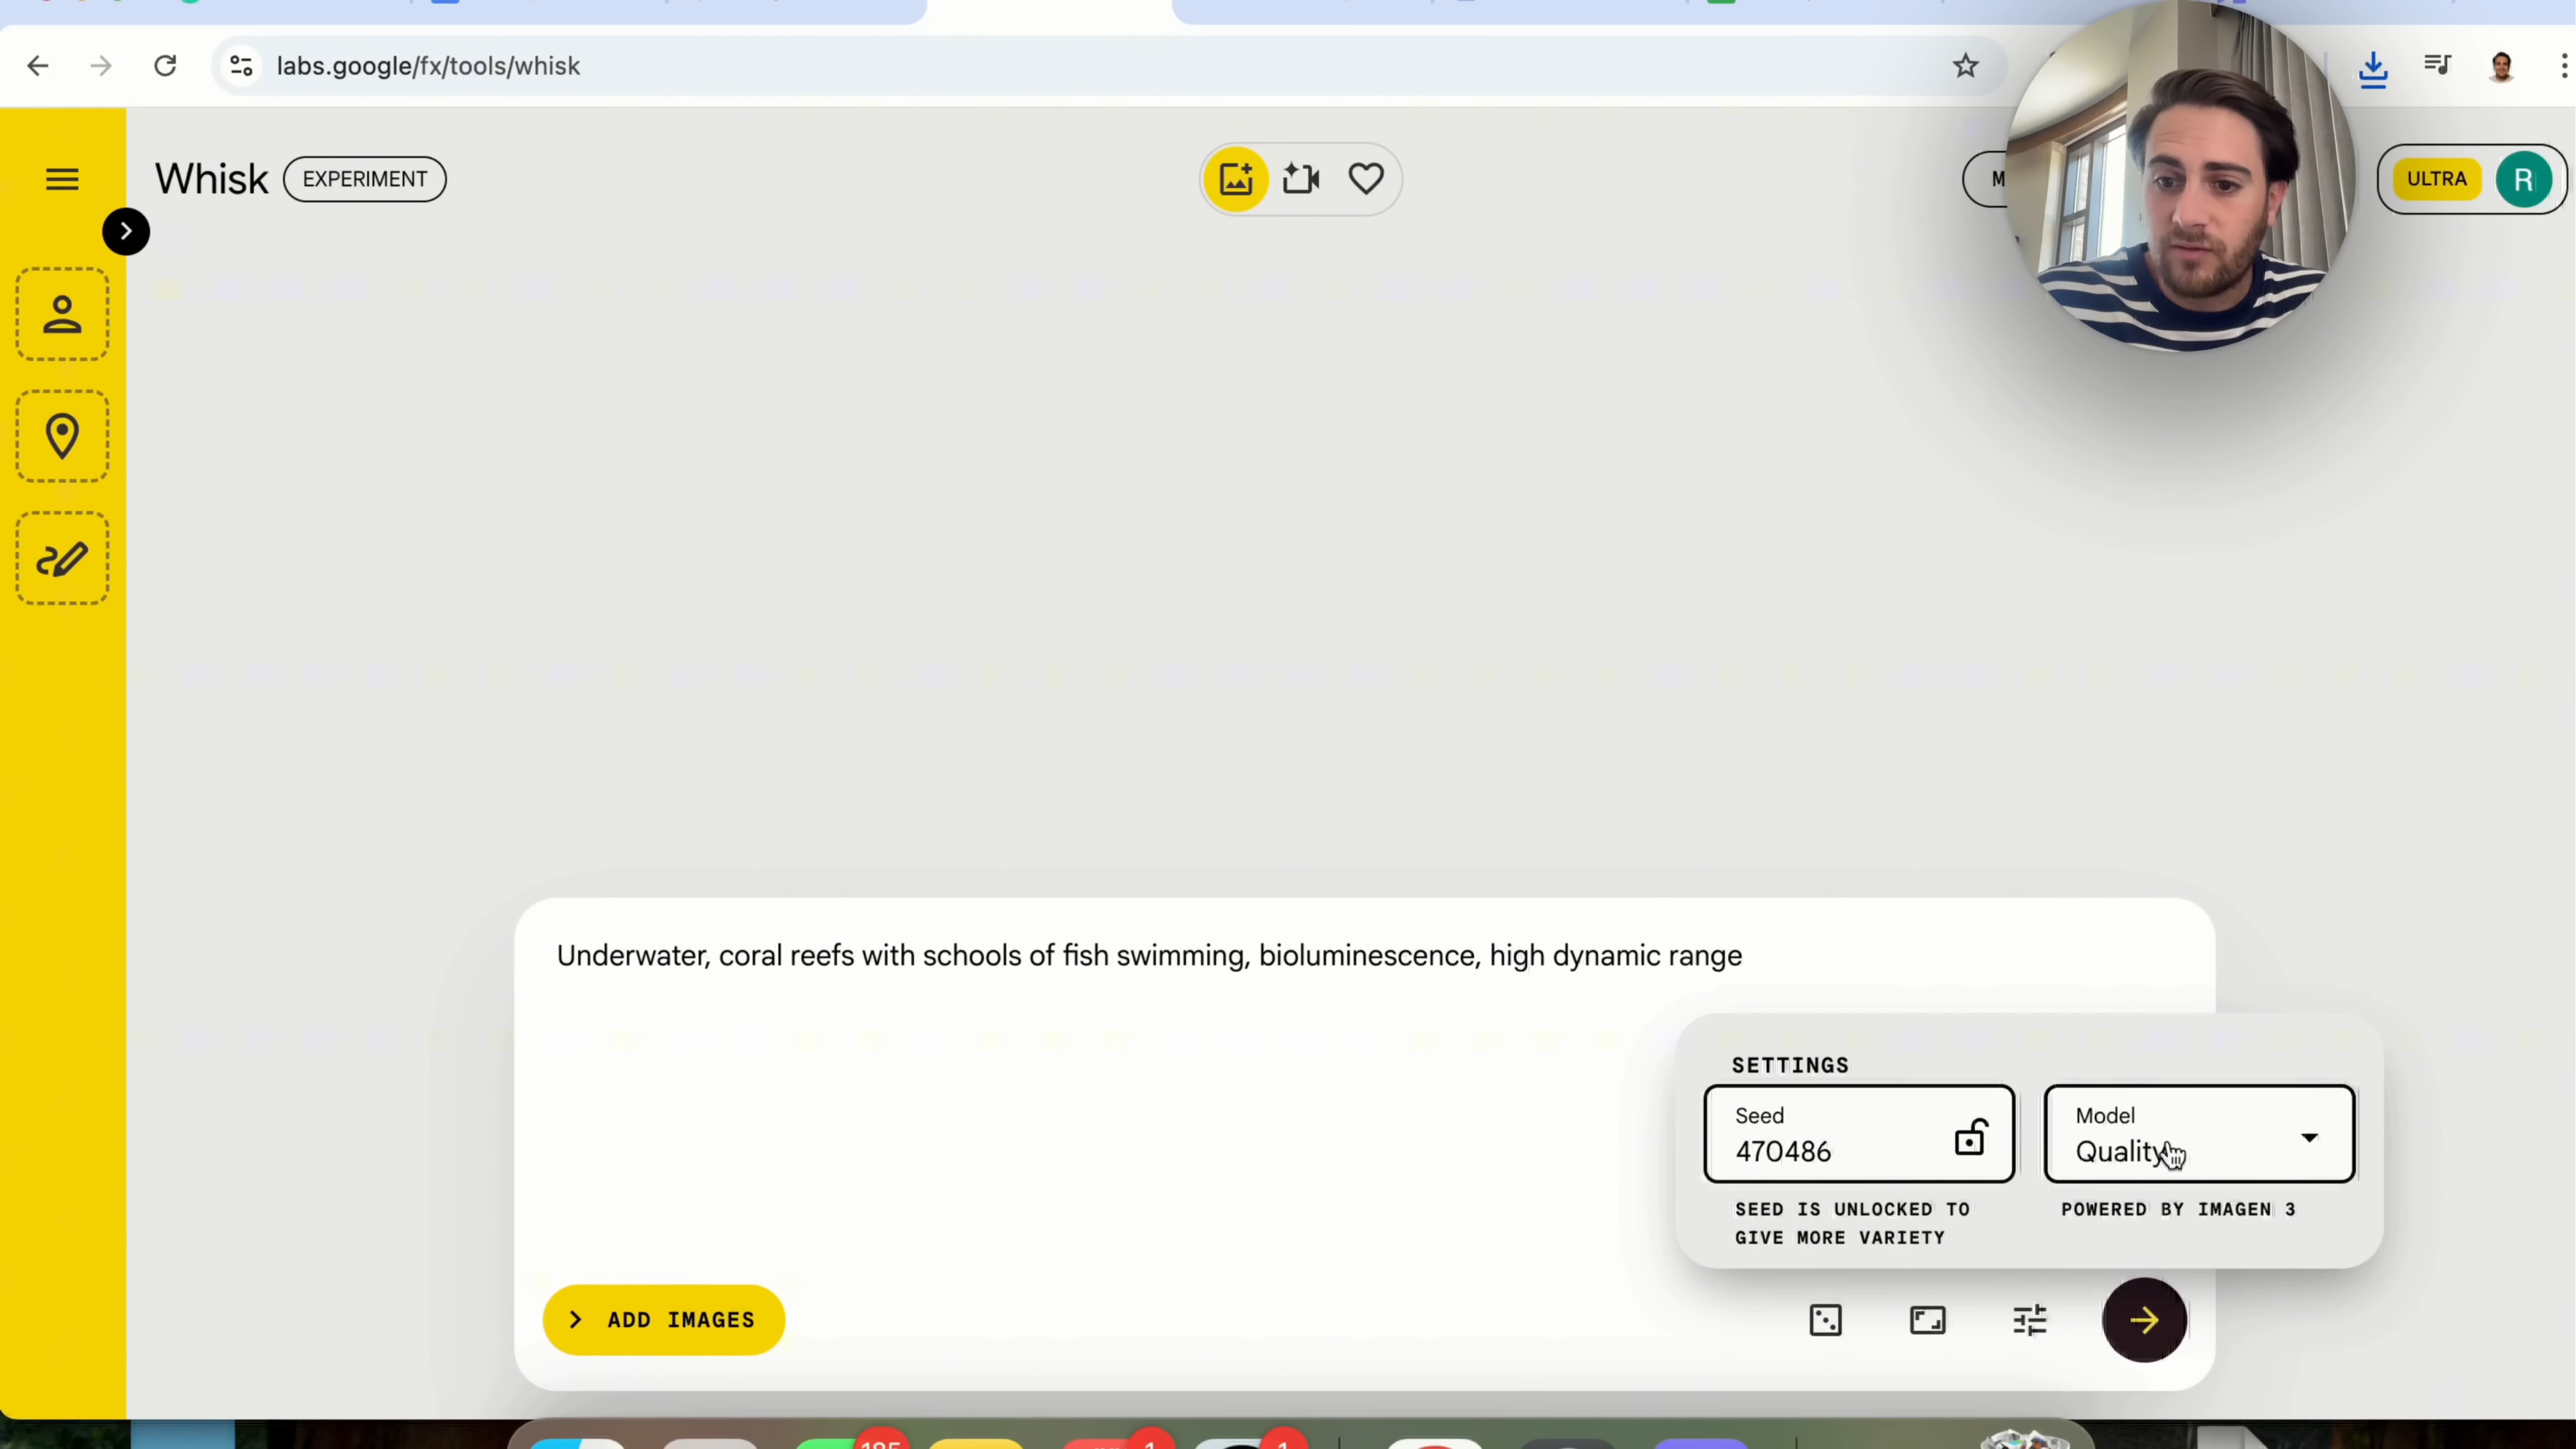 labs.google/fx/tools/whisk
Whisk EXPERIMENT
ULTRA R
Underwater, coral reefs with schools of fish swimming, bioluminescence, high dynamic range
SETTINGS
Seed
470486
Model
Quality
SEED IS UNLOCKED TO
GIVE MORE VARIETY
POWERED BY IMAGEN 3
ADD IMAGES